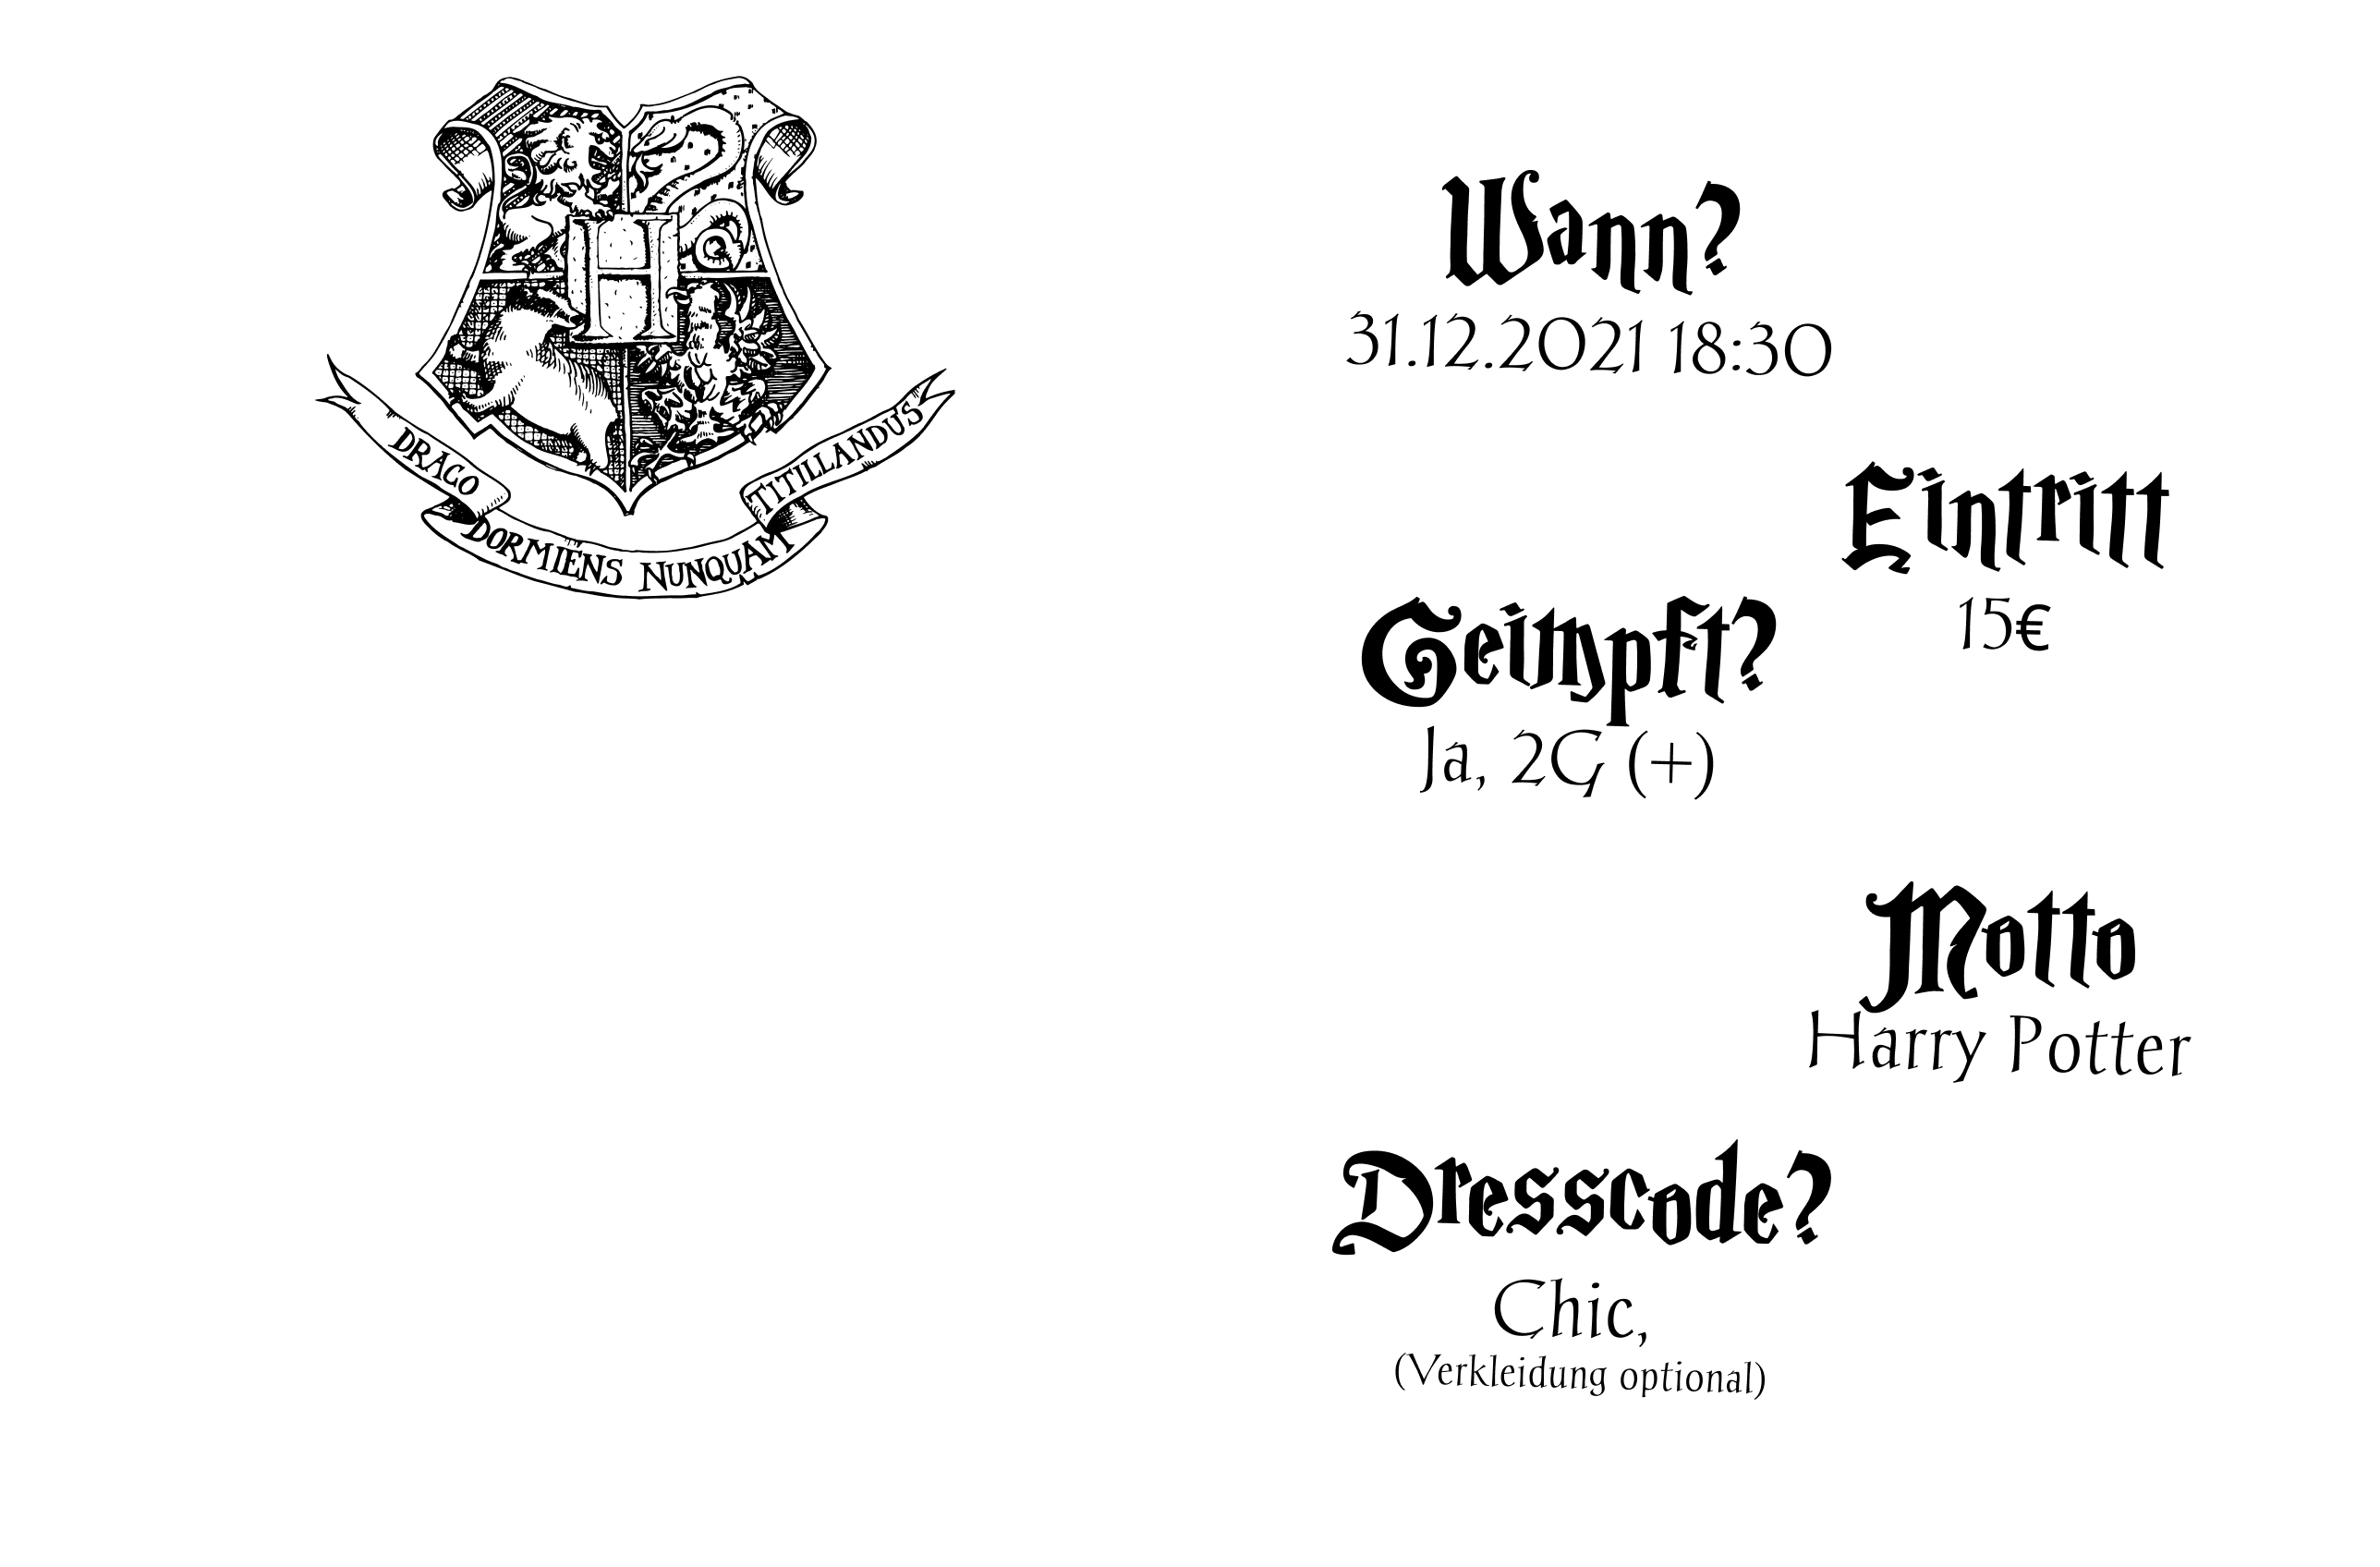 H
DRACO
DORMIENS NUNQUAM
TITILLANDUS
Wann?
31.12.2021 18:30
Eintritt
15€
Geimpft?
Ja, 2G (+)
Motto
Harry Potter
Dresscode?
Chic,
(Verkleidung optional)